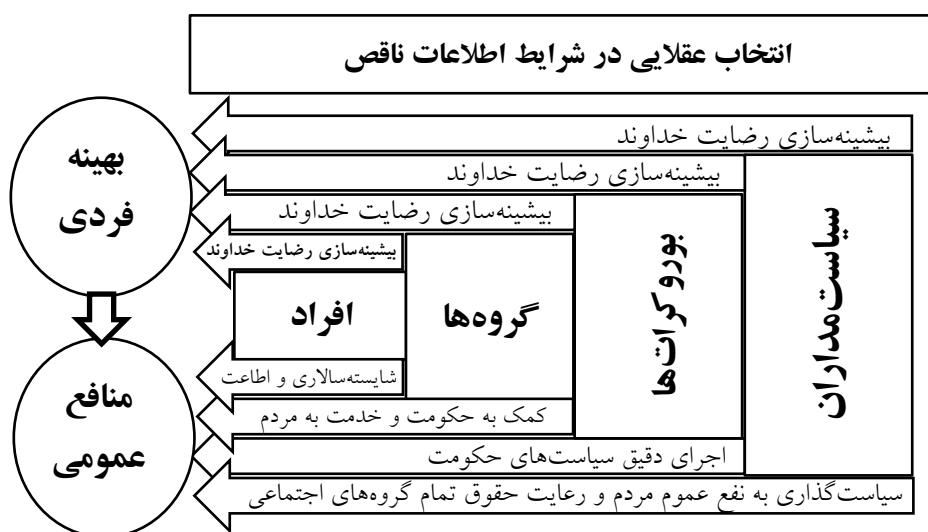 انتخاب عقلایی در شرایط اطلاعات ناقص
بیشینه‌سازی رضایت خداوند
بیشینه‌سازی رضایت خداوند
بیشینه‌سازی رضایت خداوند
بیشینه‌سازی رضایت خداوند
بهینه
فردی
سیاست‌مداران
بوروکرات‌ها
گروه‌ها
افراد
شایسته‌سالاری و اطاعت
کمک به حکومت و خدمت به مردم
اجرای دقیق سیاست‌های حکومت
سیاست‌گذاری به نفع عموم مردم و رعایت حقوق تمام گروه‌های اجتماعی
منافع
عمومی